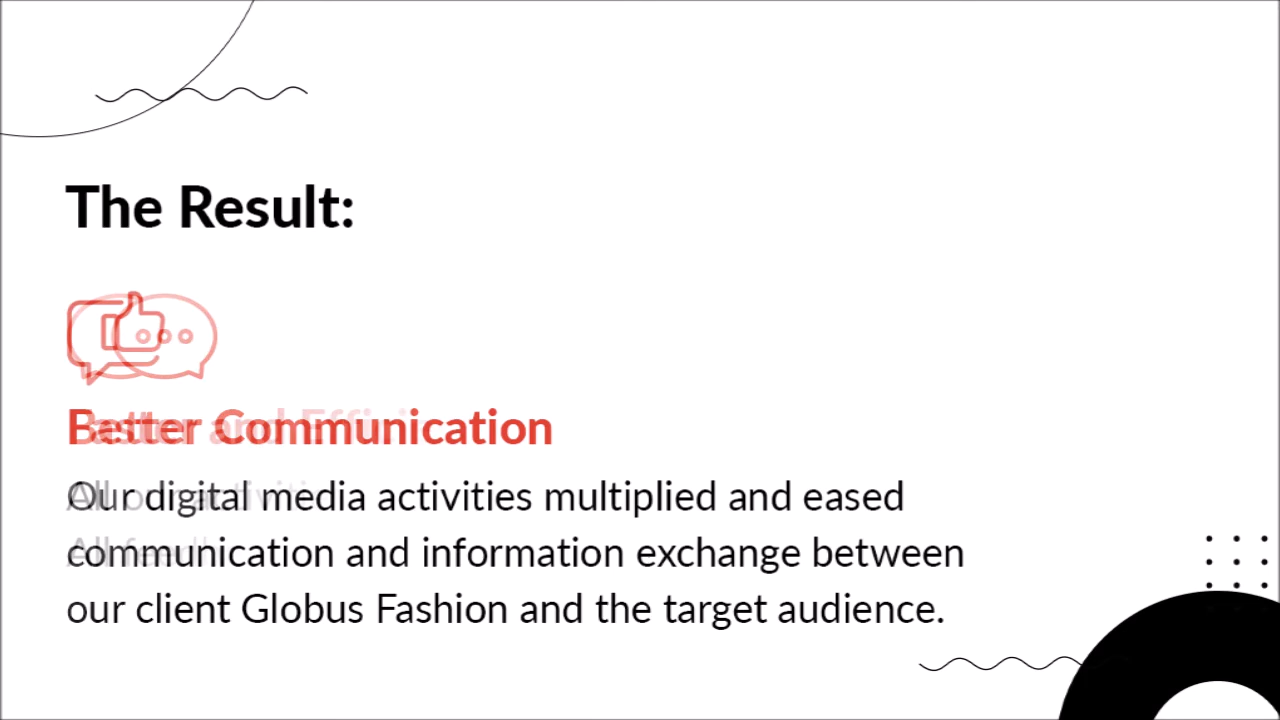 The Result:
Better Communication
Our digital media activities multiplied and eased
communication and information exchange between
our client Globus Fashion and the target audience.